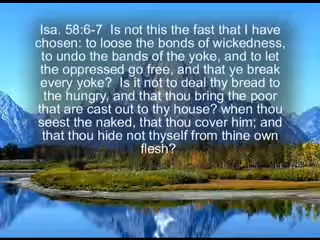 Isa. 58:6-7  Is not this the fast that I have
chosen: to loose the bonds of wickedness,
to undo the bands of the yoke, and to let
the oppressed go free, and that ye break
every yoke?  Is it not to deal thy bread to
the hungry, and that thou bring the poor
that are cast out to thy house? when thou
seest the naked, that thou cover him; and
that thou hide not thyself from thine own
flesh?